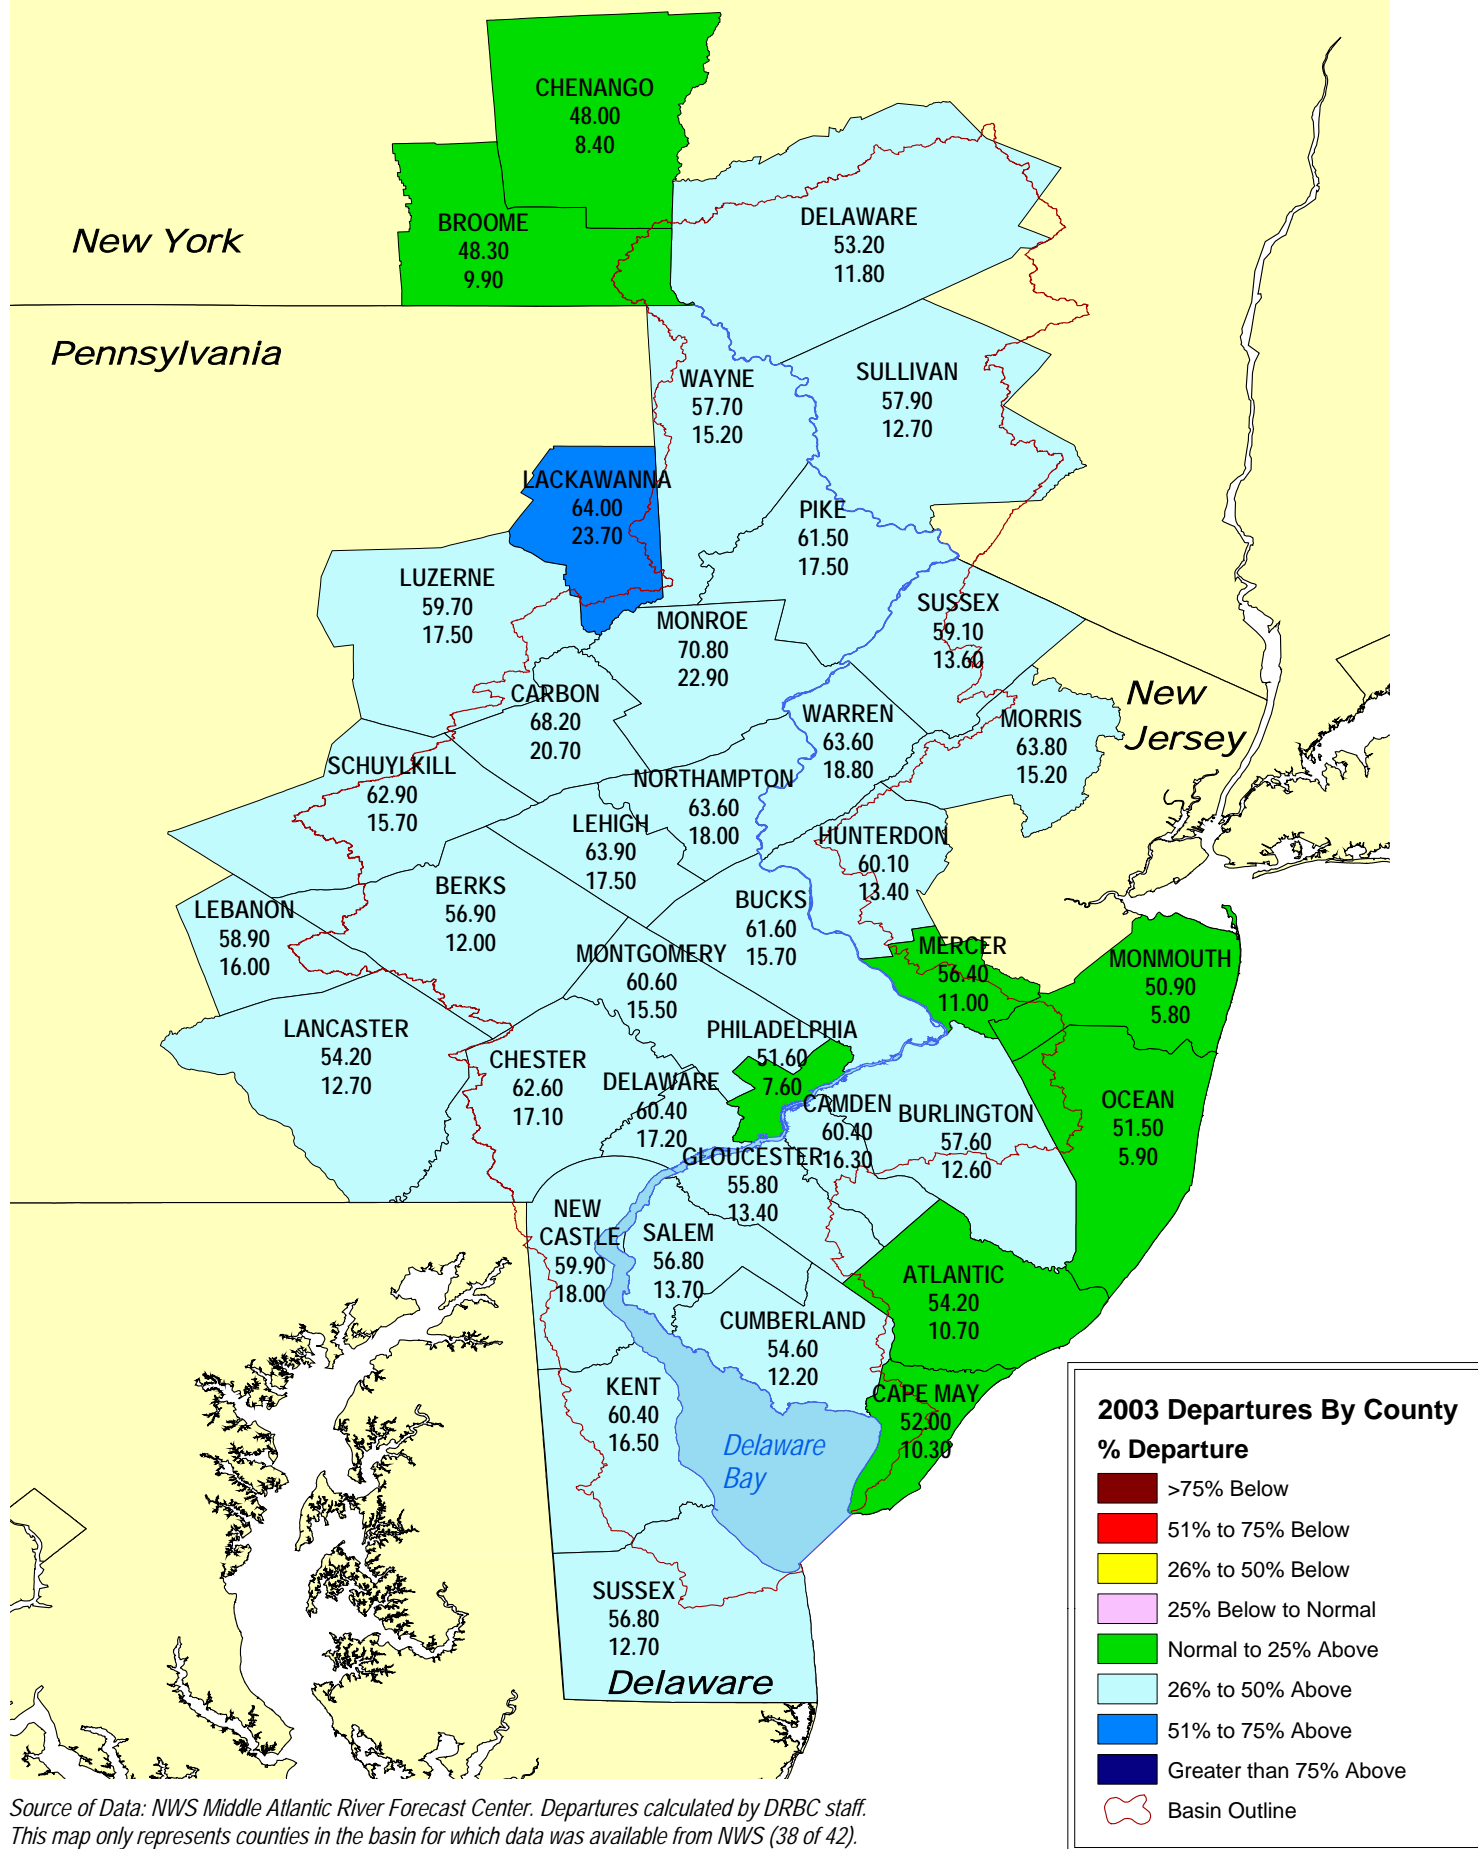 CHENANGO
48.00
8.40
BROOME
48.30
9.90
New York
DELAWARE
53.20
11.80
Pennsylvania
WAYNE
57.70
15.20
SULLIVAN
57.90
12.70
LACKAWANNA
64.00
23.70
PIKE
61.50
17.50
LUZERNE
59.70
17.50
SUSSEX
59.10
13.60
MONROE
70.80
22.90
CARBON
68.20
20.70
New
Jersey
WARREN
63.60
18.80
MORRIS
63.80
15.20
SCHUYLKILL
62.90
15.70
NORTHAMPTON
63.60
18.00
LEHIGH
63.90
17.50
HUNTERDON
60.10
13.40
BERKS
56.90
12.00
BUCKS
61.60
15.70
LEBANON
58.90
16.00
MONTGOMERY
60.60
15.50
MERCER
56.40
11.00
MONMOUTH
50.90
5.80
LANCASTER
54.20
12.70
PHILADELPHIA
51.60
7.60
CHESTER
62.60
17.10
DELAWARE
60.40
17.20
CAMDEN
60.40
16.30
BURLINGTON
57.60
12.60
OCEAN
51.50
5.90
GLOUCESTER
55.80
13.40
NEW
CASTLE
59.90
18.00
SALEM
56.80
13.70
ATLANTIC
54.20
10.70
CUMBERLAND
54.60
12.20
KENT
60.40
16.50
CAPE MAY
52.00
10.30
Delaware
Bay
SUSSEX
56.80
12.70
Delaware
2003 Departures By County
% Departure
>75% Below
51% to 75% Below
26% to 50% Below
25% Below to Normal
Normal to 25% Above
26% to 50% Above
51% to 75% Above
Greater than 75% Above
Basin Outline
Source of Data: NWS Middle Atlantic River Forecast Center. Departures calculated by DRBC staff.
This map only represents counties in the basin for which data was available from NWS (38 of 42).